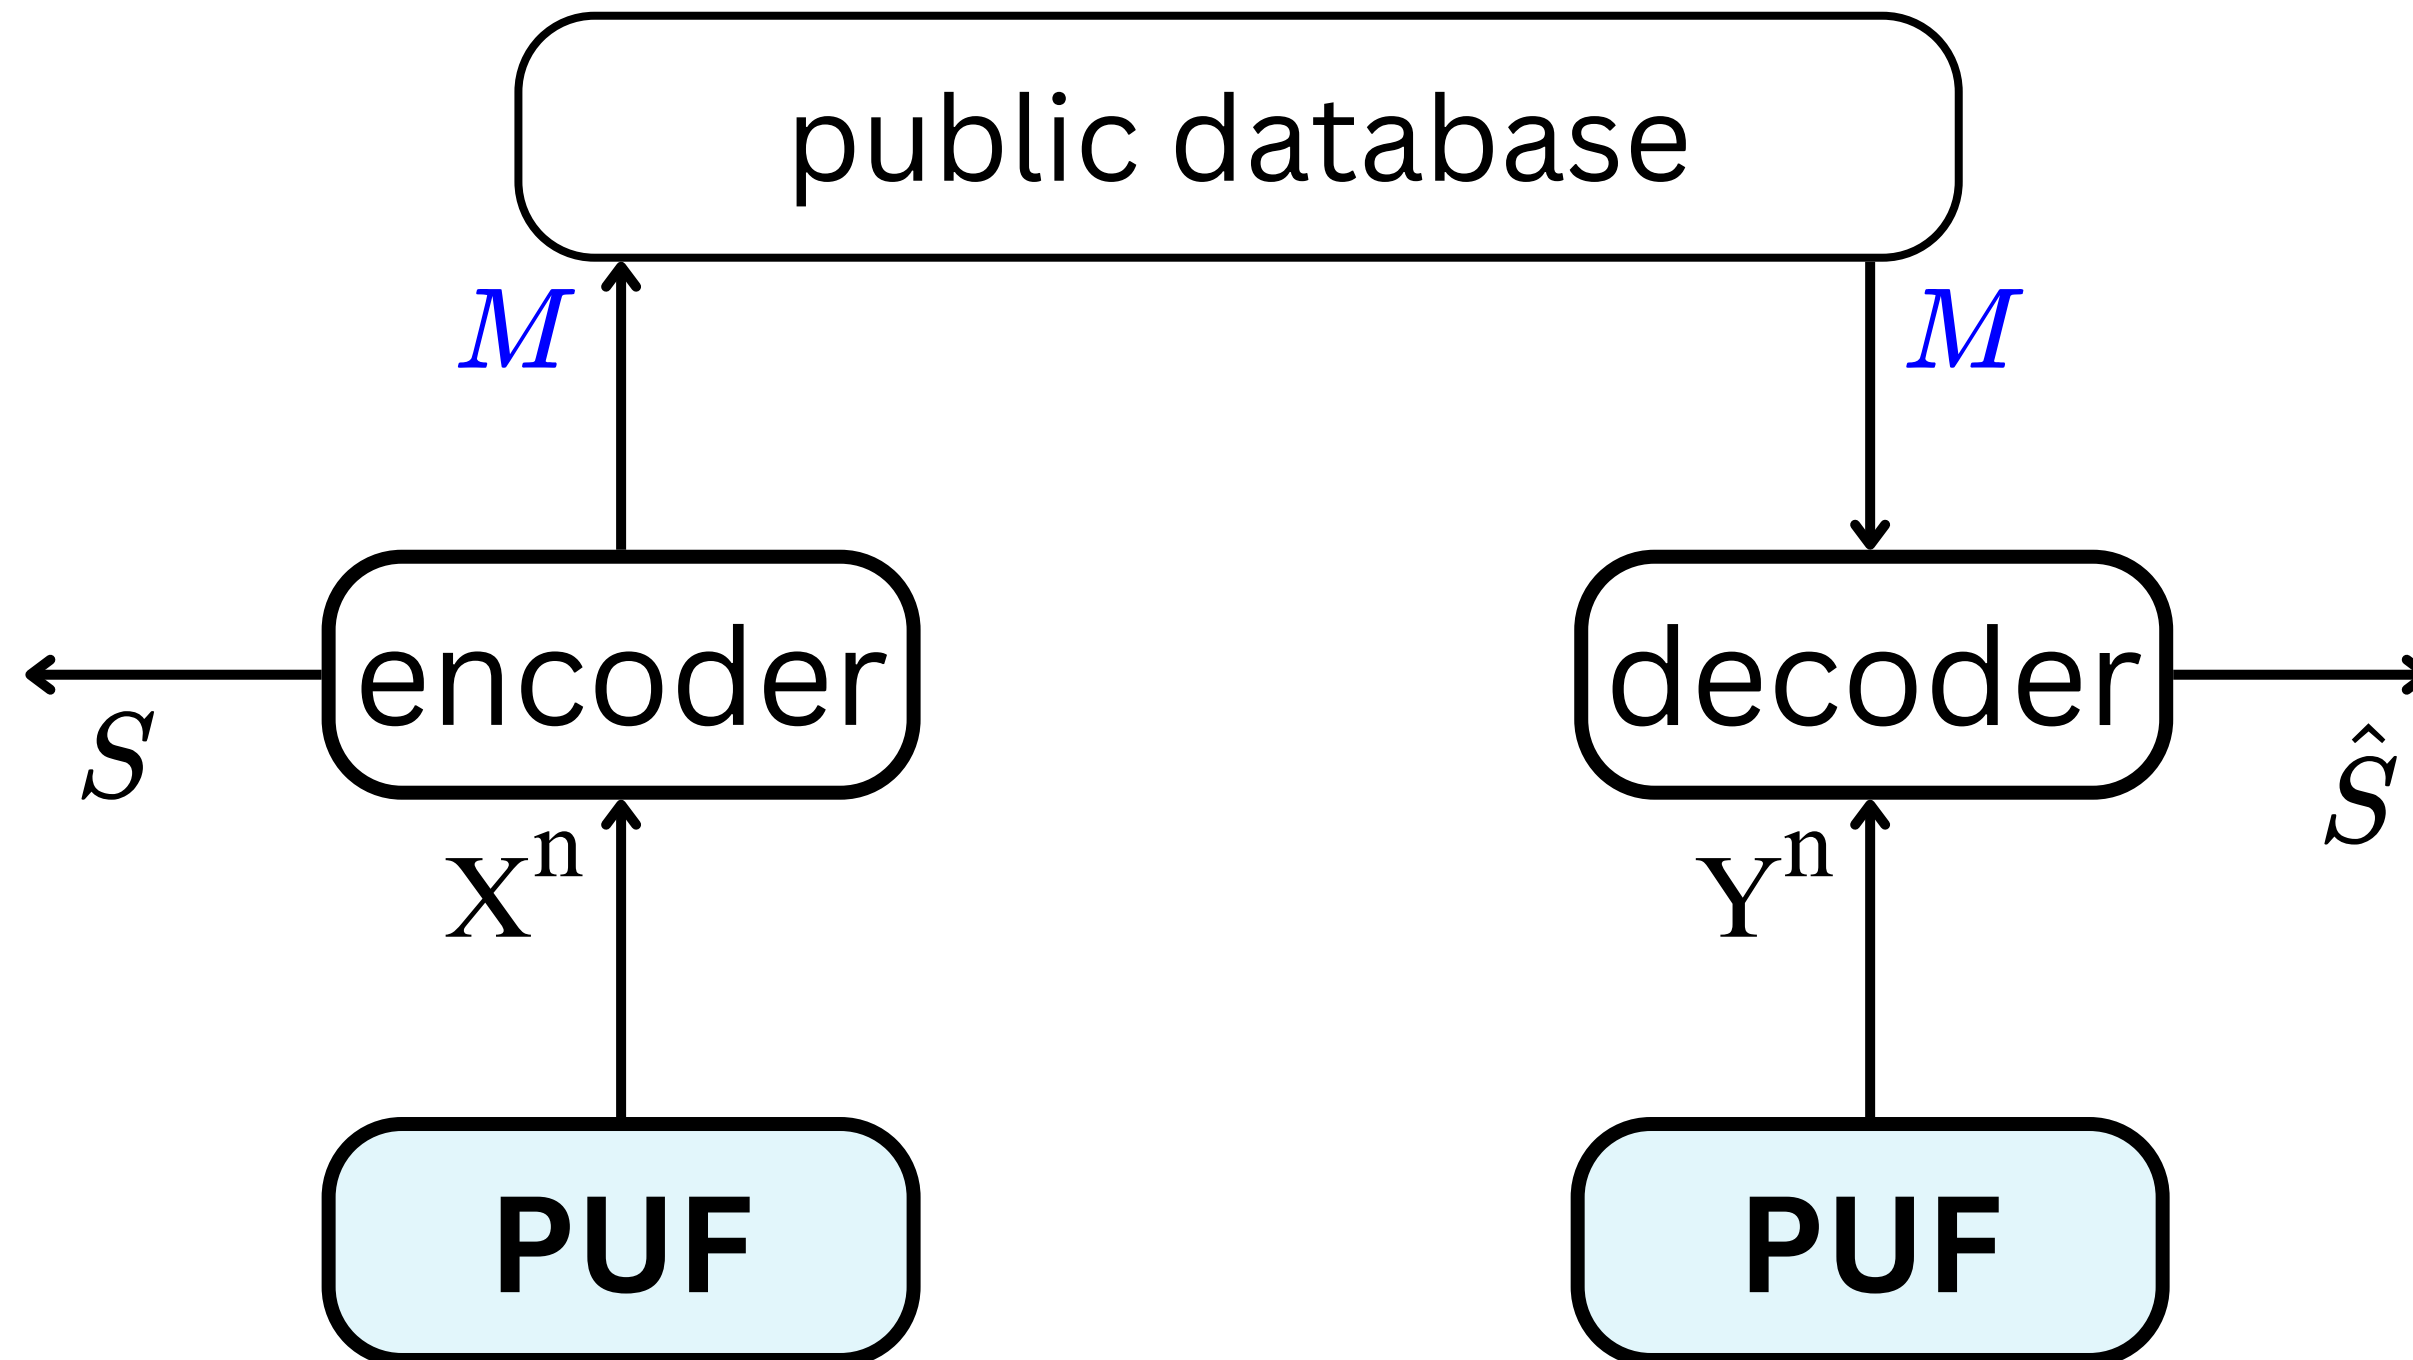 public database
M
M
encoder
decoder
S
Ŝ
Xⁿ
Yⁿ
PUF
PUF